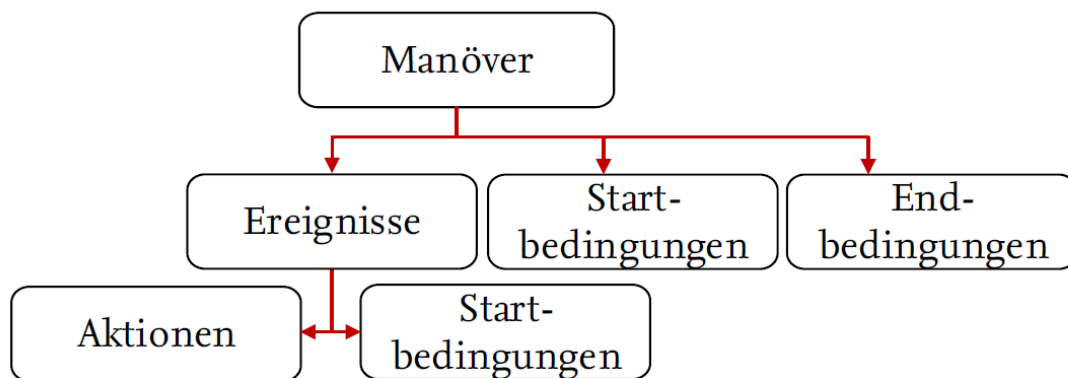 Manöver
Ereignisse
Start-
bedingungen
End-
bedingungen
Aktionen
Start-
bedingungen